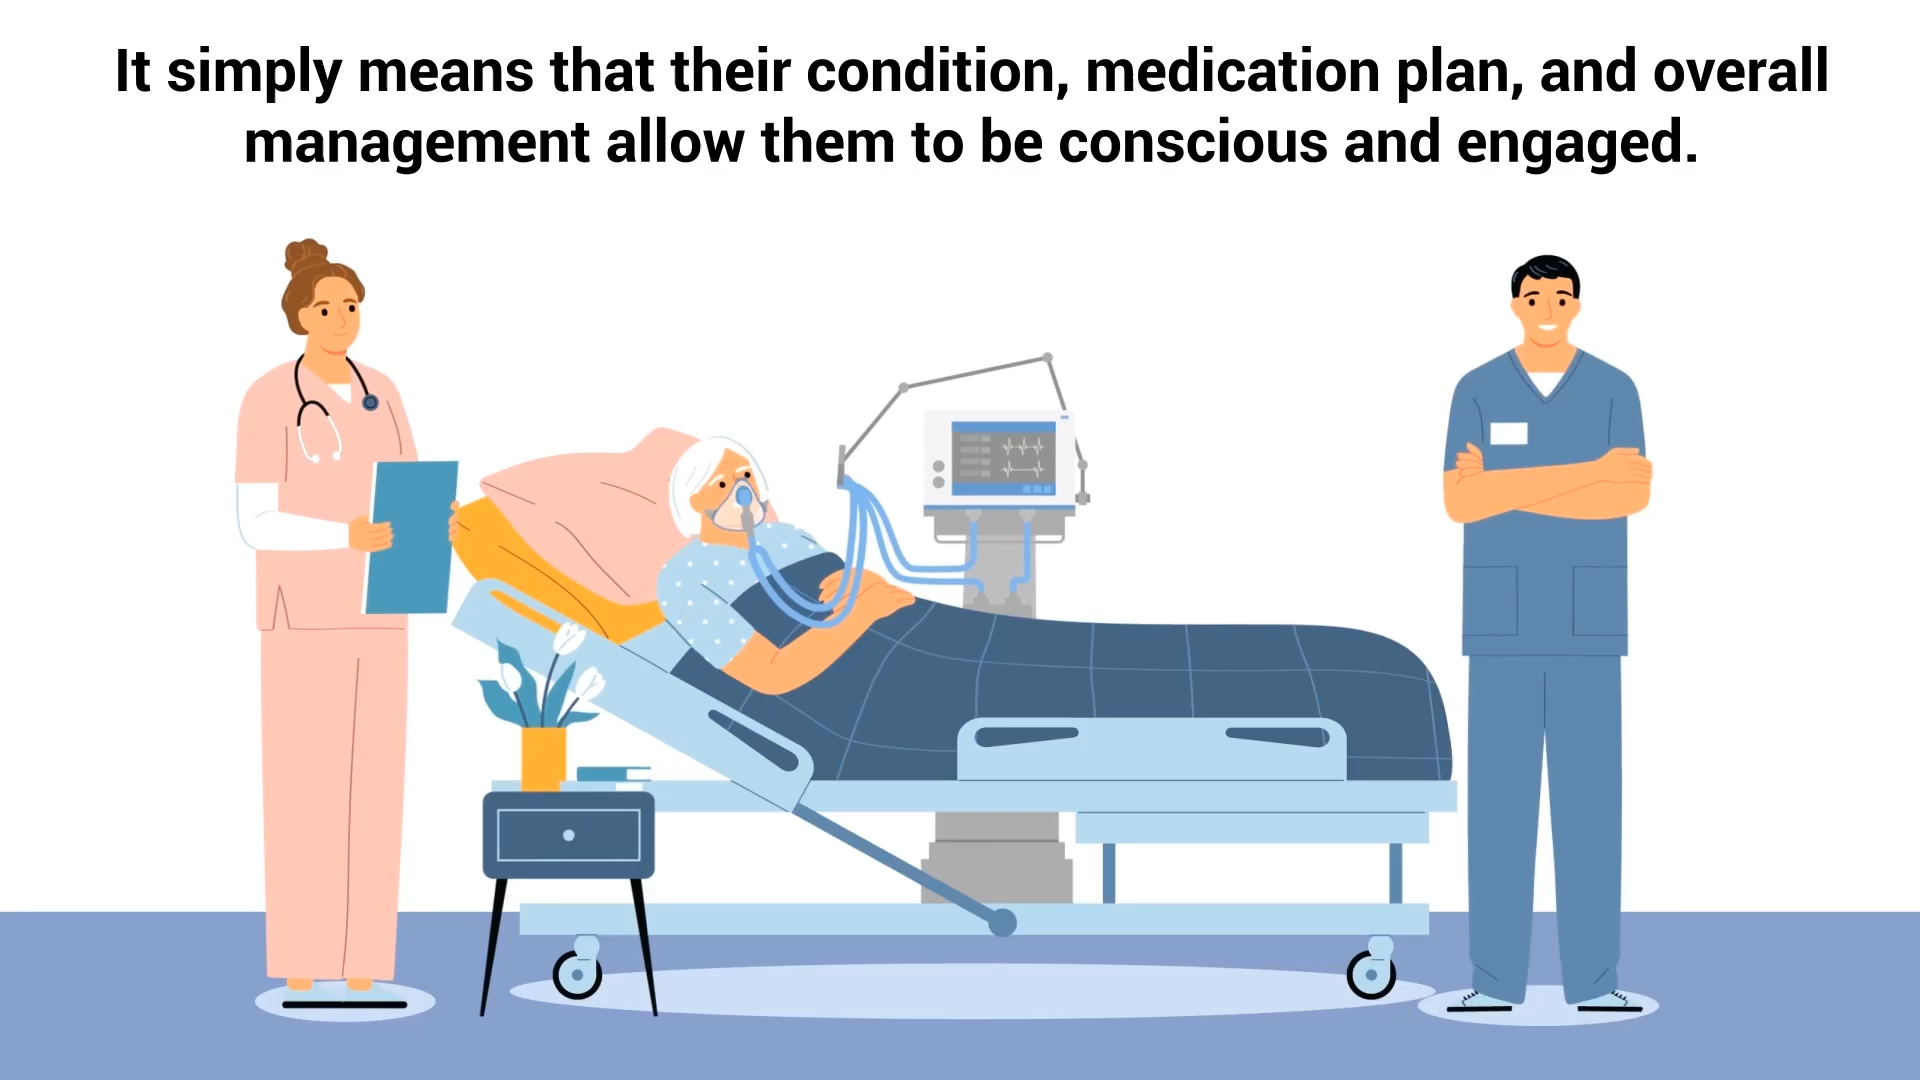 It simply means that their condition, medication plan, and overall
management allow them to be conscious and engaged.